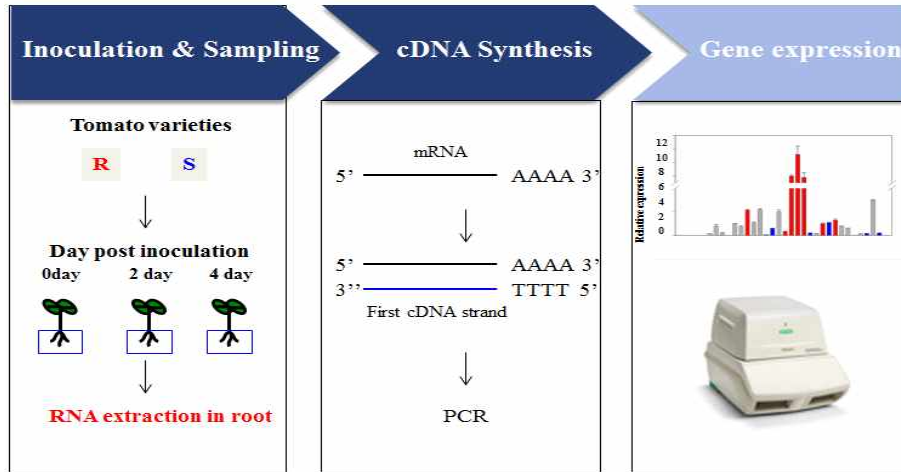 Inoculation & Sampling
Tomato varieties
R S
Day post inoculation
0day 2 day 4 day
RNA extraction in root
cDNA Synthesis
mRNA
5’ AAAA 3’
5’ AAAA 3’
3’’ TTTT 5’
First cDNA strand
PCR
Gene expression
Relative expression
12
10
8
6
4
2
0